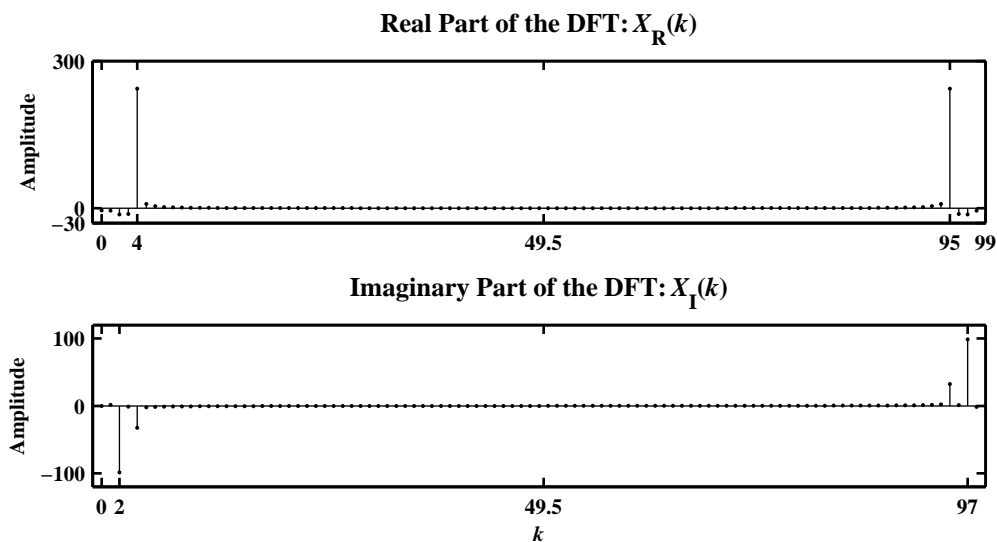 Real Part of the DFT: X_R(k)
300
0
−30
Amplitude
0 4 49.5 95 99
Imaginary Part of the DFT: X_I(k)
100
0
−100
Amplitude
0 2 49.5 97
k